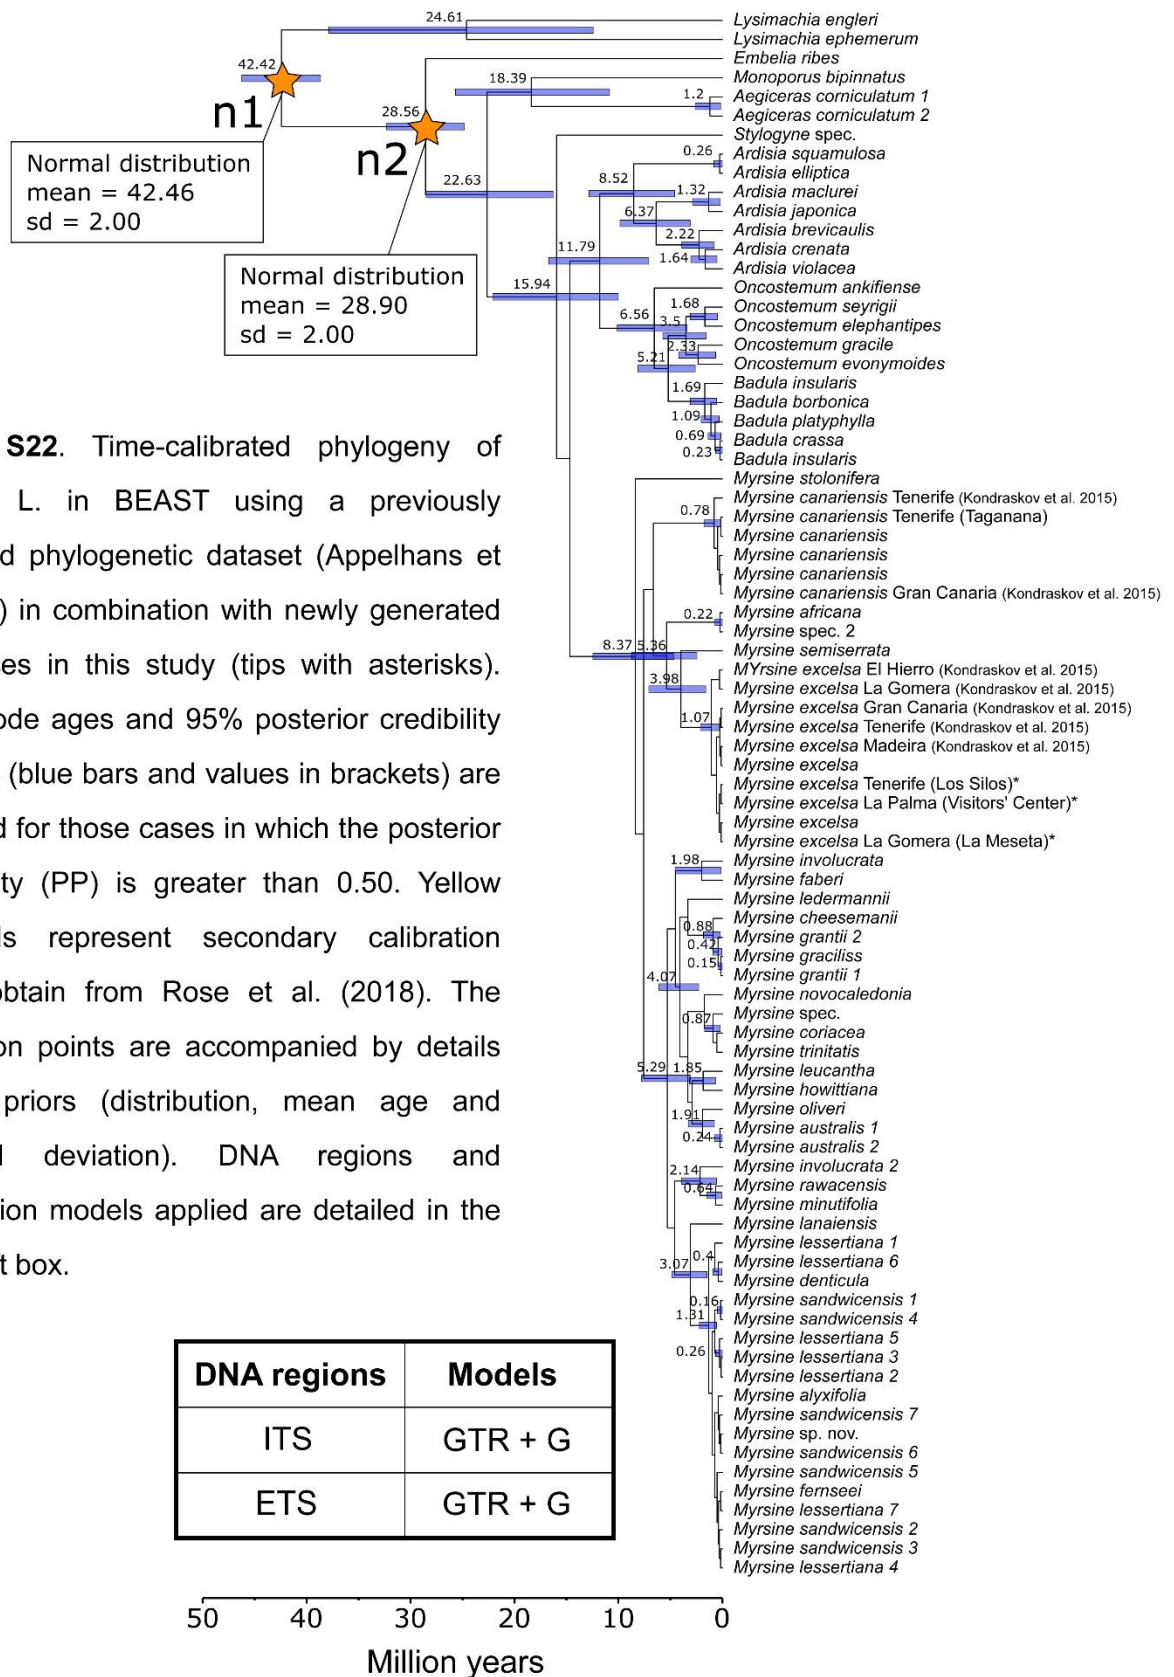 24.61
Lysimachia engleri
Lysimachia ephemerum
42.42
n1
Embelia ribes
28.56
n2
18.39
Monoporus bipinnatus
1.2
Aegiceras corniculatum 1
Aegiceras corniculatum 2
Normal distribution
mean = 42.46
sd = 2.00
Normal distribution
mean = 28.90
sd = 2.00
22.63
Stylogyne spec.
0.26
Ardisia squamulosa
Ardisia elliptica
8.52
1.32
Ardisia maclurei
Ardisia japonica
6.37
2.22
Ardisia brevicaulis
Ardisia crenata
1.64
Ardisia violacea
11.79
15.94
Oncostemum ankifiense
1.68
Oncostemum seyrigii
6.56
3.5
Oncostemum elephantipes
2.33
Oncostemum gracile
5.21
Oncostemum evonymoides
1.69
Badula insularis
Badula borbonica
1.09
Badula platyphylla
0.69
Badula crassa
0.23
Badula insularis
S22. Time-calibrated phylogeny of
L. in BEAST using a previously
d phylogenetic dataset (Appelhans et
) in combination with newly generated
es in this study (tips with asterisks).
ode ages and 95% posterior credibility
(blue bars and values in brackets) are
d for those cases in which the posterior
ty (PP) is greater than 0.50. Yellow
ls represent secondary calibration
obtain from Rose et al. (2018). The
on points are accompanied by details
priors (distribution, mean age and
d deviation). DNA regions and
ion models applied are detailed in the
t box.
Myrsine stolonifera
Myrsine canariensis Tenerife (Kondraskov et al. 2015)
0.78
Myrsine canariensis Tenerife (Taganana)
Myrsine canariensis
Myrsine canariensis
Myrsine canariensis
Myrsine canariensis Gran Canaria (Kondraskov et al. 2015)
0.22
Myrsine africana
Myrsine spec. 2
8.37
5.36
Myrsine semiserrata
MYrsine excelsa El Hierro (Kondraskov et al. 2015)
3.98
Myrsine excelsa La Gomera (Kondraskov et al. 2015)
Myrsine excelsa Gran Canaria (Kondraskov et al. 2015)
1.07
Myrsine excelsa Tenerife (Kondraskov et al. 2015)
Myrsine excelsa Madeira (Kondraskov et al. 2015)
Myrsine excelsa
Myrsine excelsa Tenerife (Los Silos)*
Myrsine excelsa La Palma (Visitors' Center)*
Myrsine excelsa
Myrsine excelsa La Gomera (La Meseta)*
1.98
Myrsine involucrata
Myrsine faberi
Myrsine ledermannii
Myrsine cheesemanii
0.88
Myrsine grantii 2
0.42
Myrsine graciliss
0.15
Myrsine grantii 1
4.07
Myrsine novocaledonia
0.87
Myrsine spec.
Myrsine coriacea
Myrsine trinitatis
5.29
1.85
Myrsine leucantha
Myrsine howittiana
Myrsine oliveri
1.91
Myrsine australis 1
0.24
Myrsine australis 2
2.14
Myrsine involucrata 2
0.64
Myrsine rawacensis
Myrsine minutifolia
Myrsine lanaiensis
Myrsine lessertiana 1
0.4
3.07
Myrsine lessertiana 6
Myrsine denticula
0.16
Myrsine sandwicensis 1
1.31
Myrsine sandwicensis 4
Myrsine lessertiana 5
0.26
Myrsine lessertiana 3
Myrsine lessertiana 2
Myrsine alyxifolia
Myrsine sandwicensis 7
Myrsine sp. nov.
Myrsine sandwicensis 6
Myrsine sandwicensis 5
Myrsine fernseei
Myrsine lessertiana 7
Myrsine sandwicensis 2
Myrsine sandwicensis 3
Myrsine lessertiana 4
DNA regions Models
ITS GTR + G
ETS GTR + G
50 40 30 20 10 0
Million years